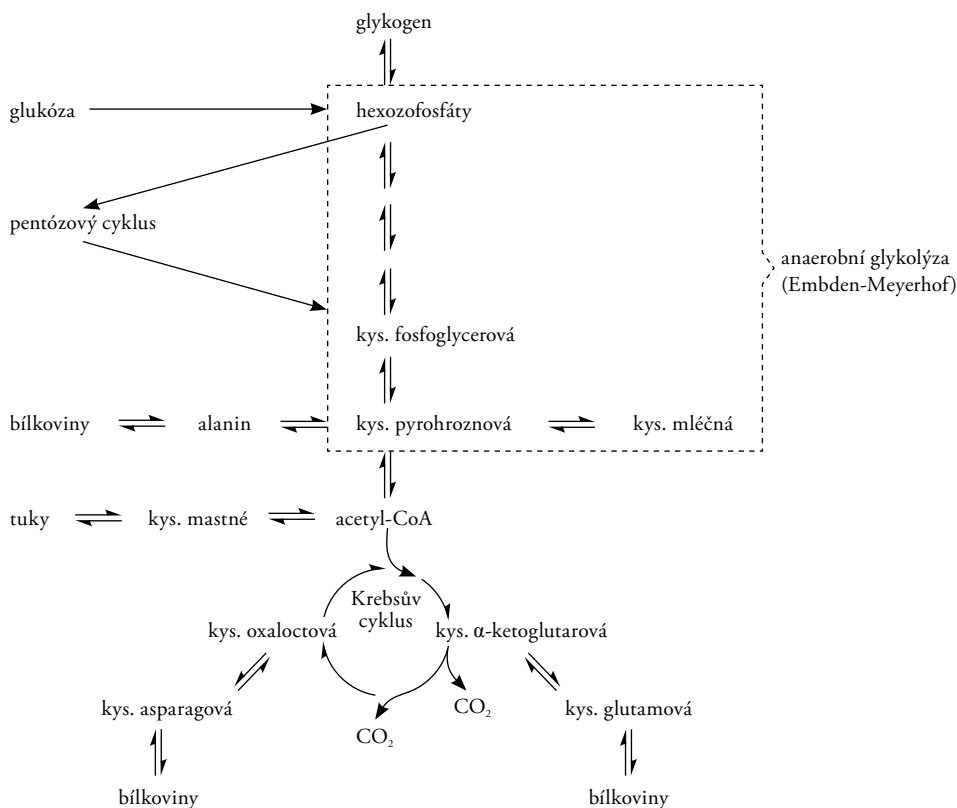 glykogen
glukóza
hexozofosfáty
pentózový cyklus
anaerobní glykolýza
(Embden-Meyerhof)
kys. fosfoglycerová
bílkoviny
alanin
kys. pyrohroznová
kys. mléčná
tuky
kys. mastné
acetyl-CoA
Krebsův
cyklus
kys. oxaloctová
kys. α-ketoglutarová
kys. asparagová
CO₂
CO₂
kys. glutamová
bílkoviny
bílkoviny